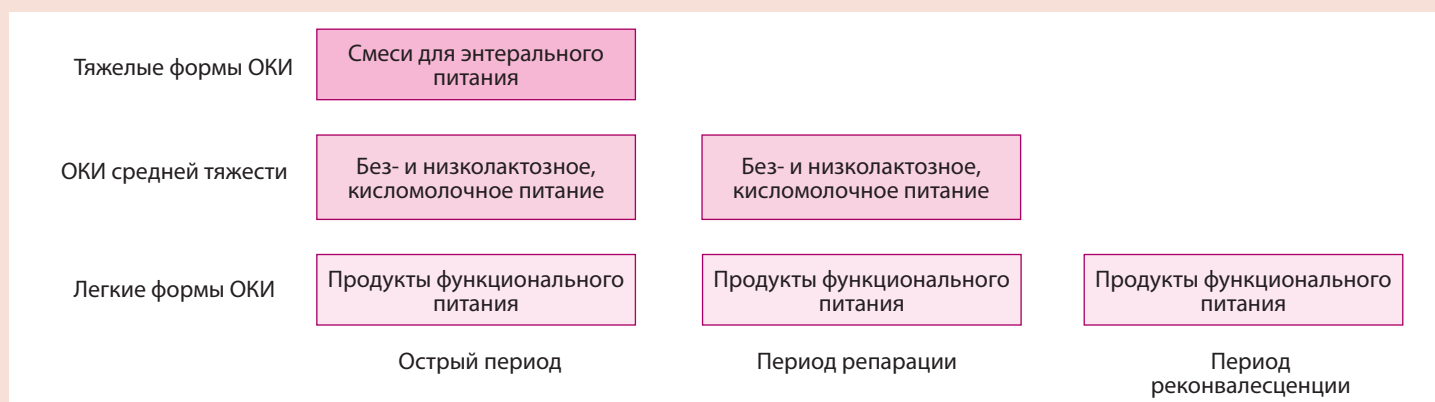 Тяжелые формы ОКИ
Смеси для энтерального
питания
ОКИ средней тяжести
Без- и низколактозное,
кисломолочное питание
Без- и низколактозное,
кисломолочное питание
Легкие формы ОКИ
Продукты функционального
питания
Продукты функционального
питания
Продукты функционального
питания
Острый период
Период репарации
Период
реконвалесценции